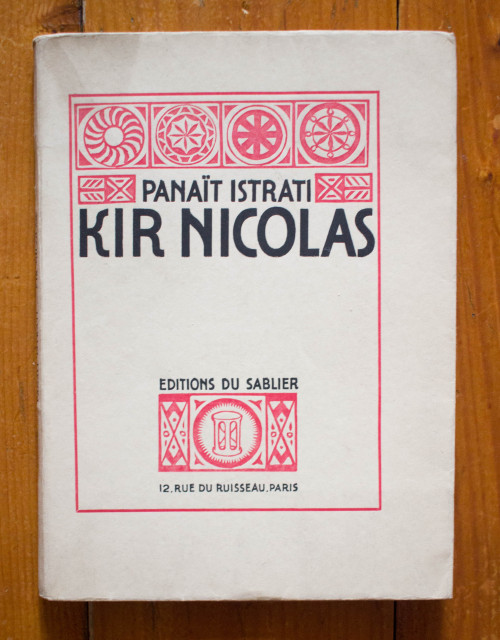 PANAÏT ISTRATI
KIR NICOLAS
EDITIONS DU SABLIER
12, RUE DU RUISSEAU, PARIS